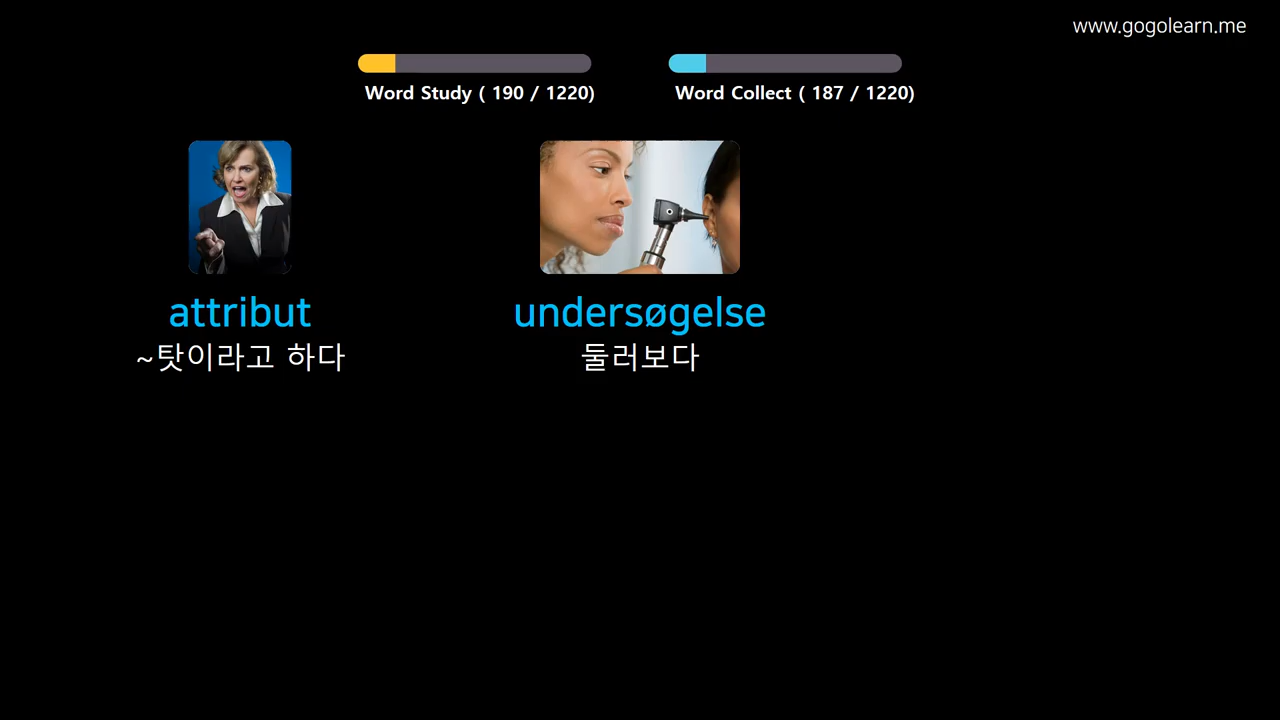 www.gogolearn.me
Word Study ( 190 / 1220)
Word Collect ( 187 / 1220)
attribut
~탓이라고 하다
undersøgelse
둘러보다